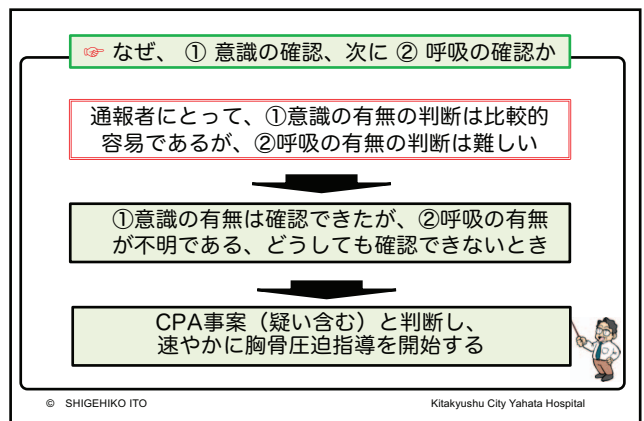 ☞ なぜ、 ① 意識の確認、次に ② 呼吸の確認か
通報者にとって、①意識の有無の判断は比較的
容易であるが、②呼吸の有無の判断は難しい
①意識の有無は確認できたが、②呼吸の有無
が不明である、どうしても確認できないとき
CPA事案（疑い含む）と判断し、
速やかに胸骨圧迫指導を開始する
© SHIGEHIKO ITO
Kitakyushu City Yahata Hospital